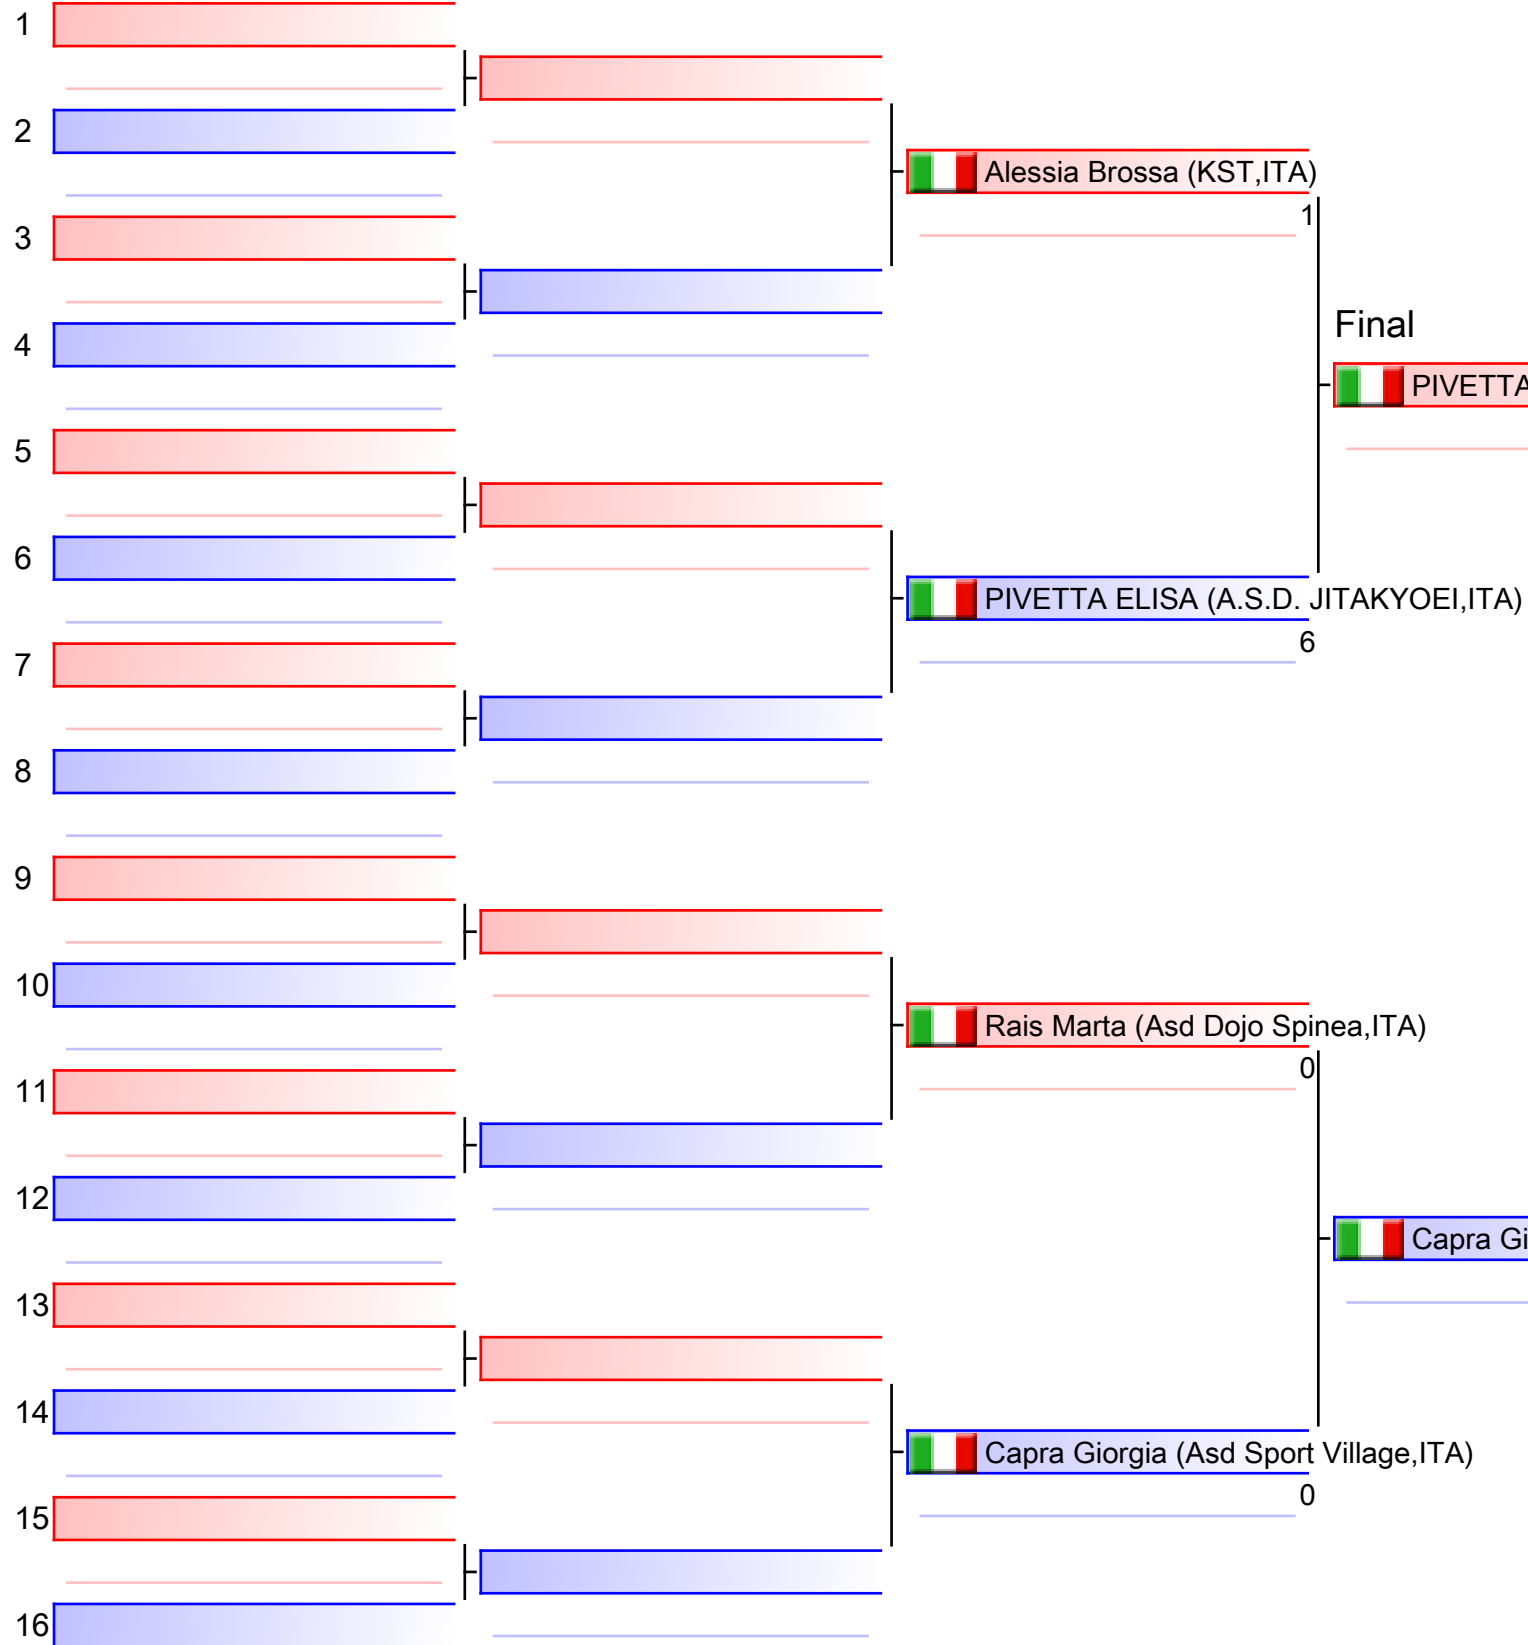 1
2
Alessia Brossa (KST,ITA)
1
3
Final
4
PIVETTA
5
6
PIVETTA ELISA (A.S.D. JITAKYOEI,ITA)
6
7
8
9
10
Rais Marta (Asd Dojo Spinea,ITA)
0
11
12
Capra Gi
13
14
Capra Giorgia (Asd Sport Village,ITA)
0
15
16